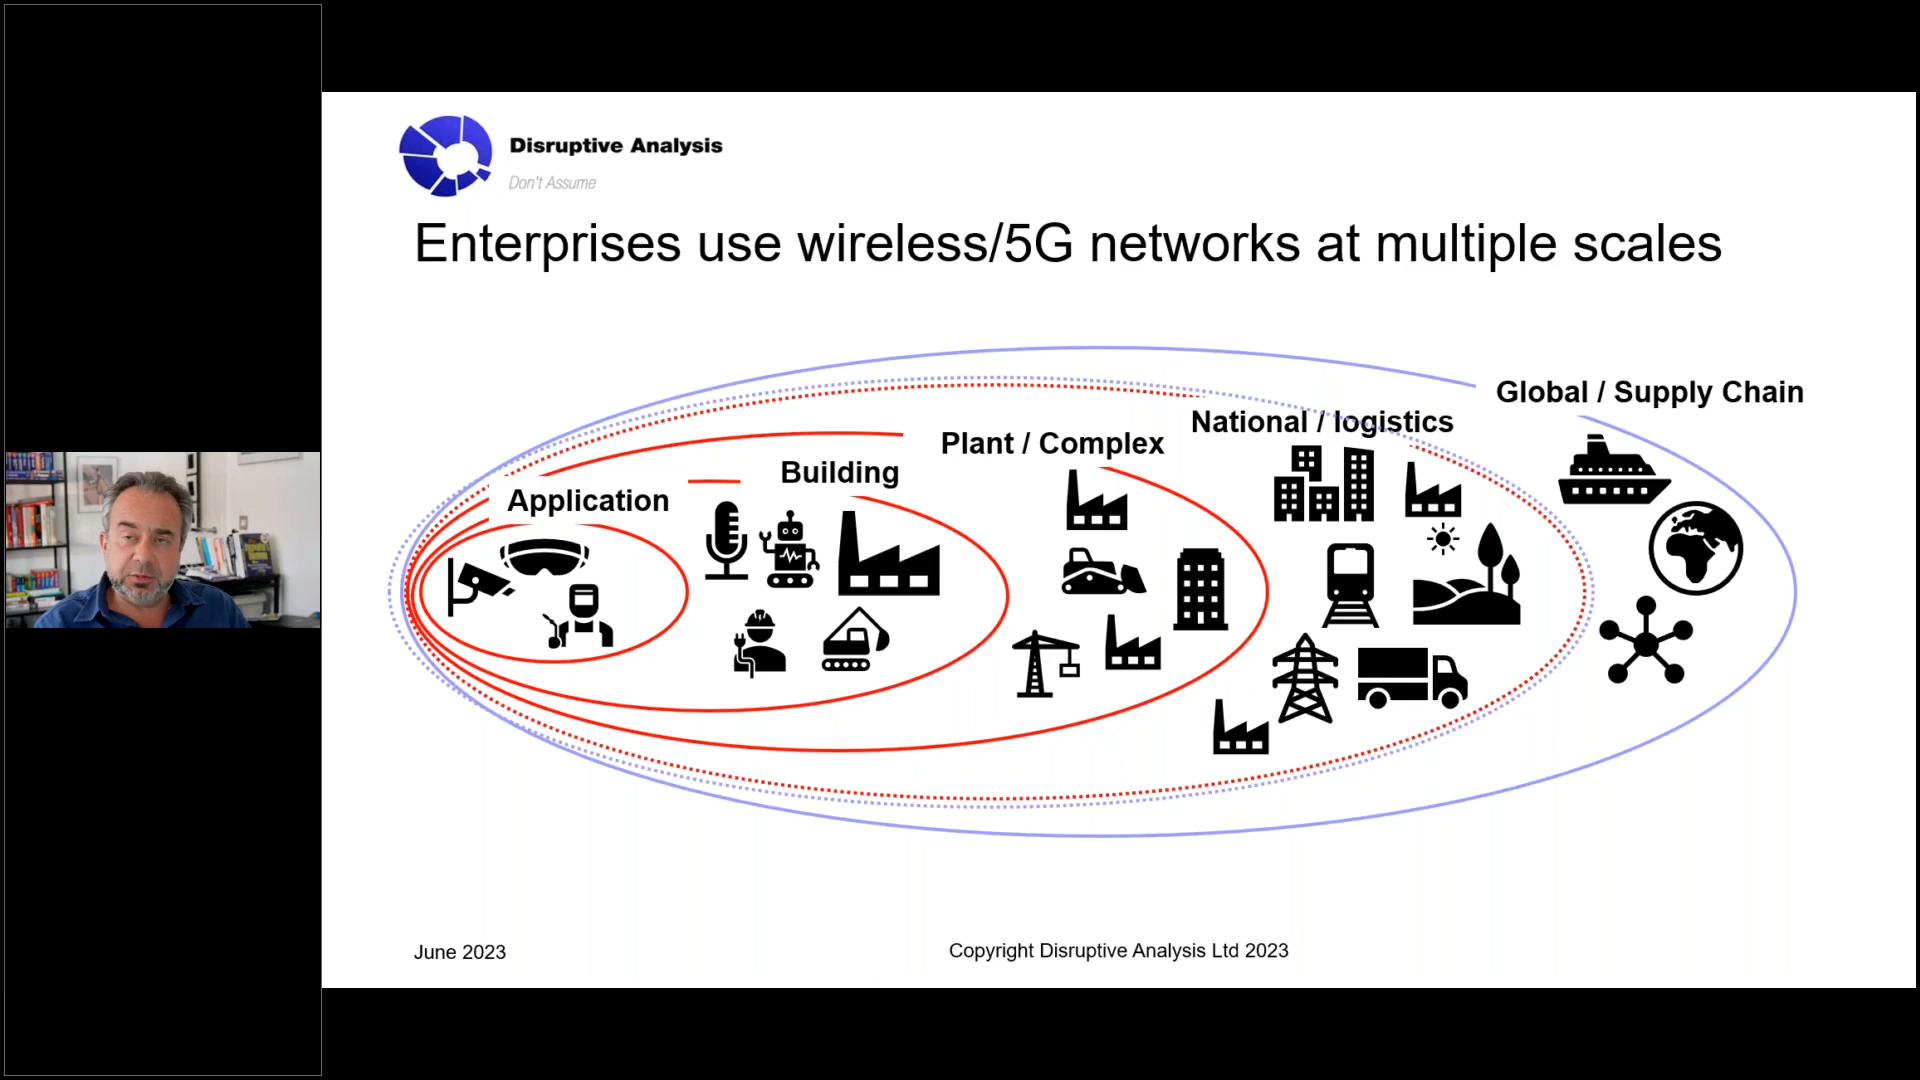 Disruptive Analysis
Don't Assume
Enterprises use wireless/5G networks at multiple scales
Global / Supply Chain
National / logistics
Plant / Complex
Building
Application
June 2023
Copyright Disruptive Analysis Ltd 2023